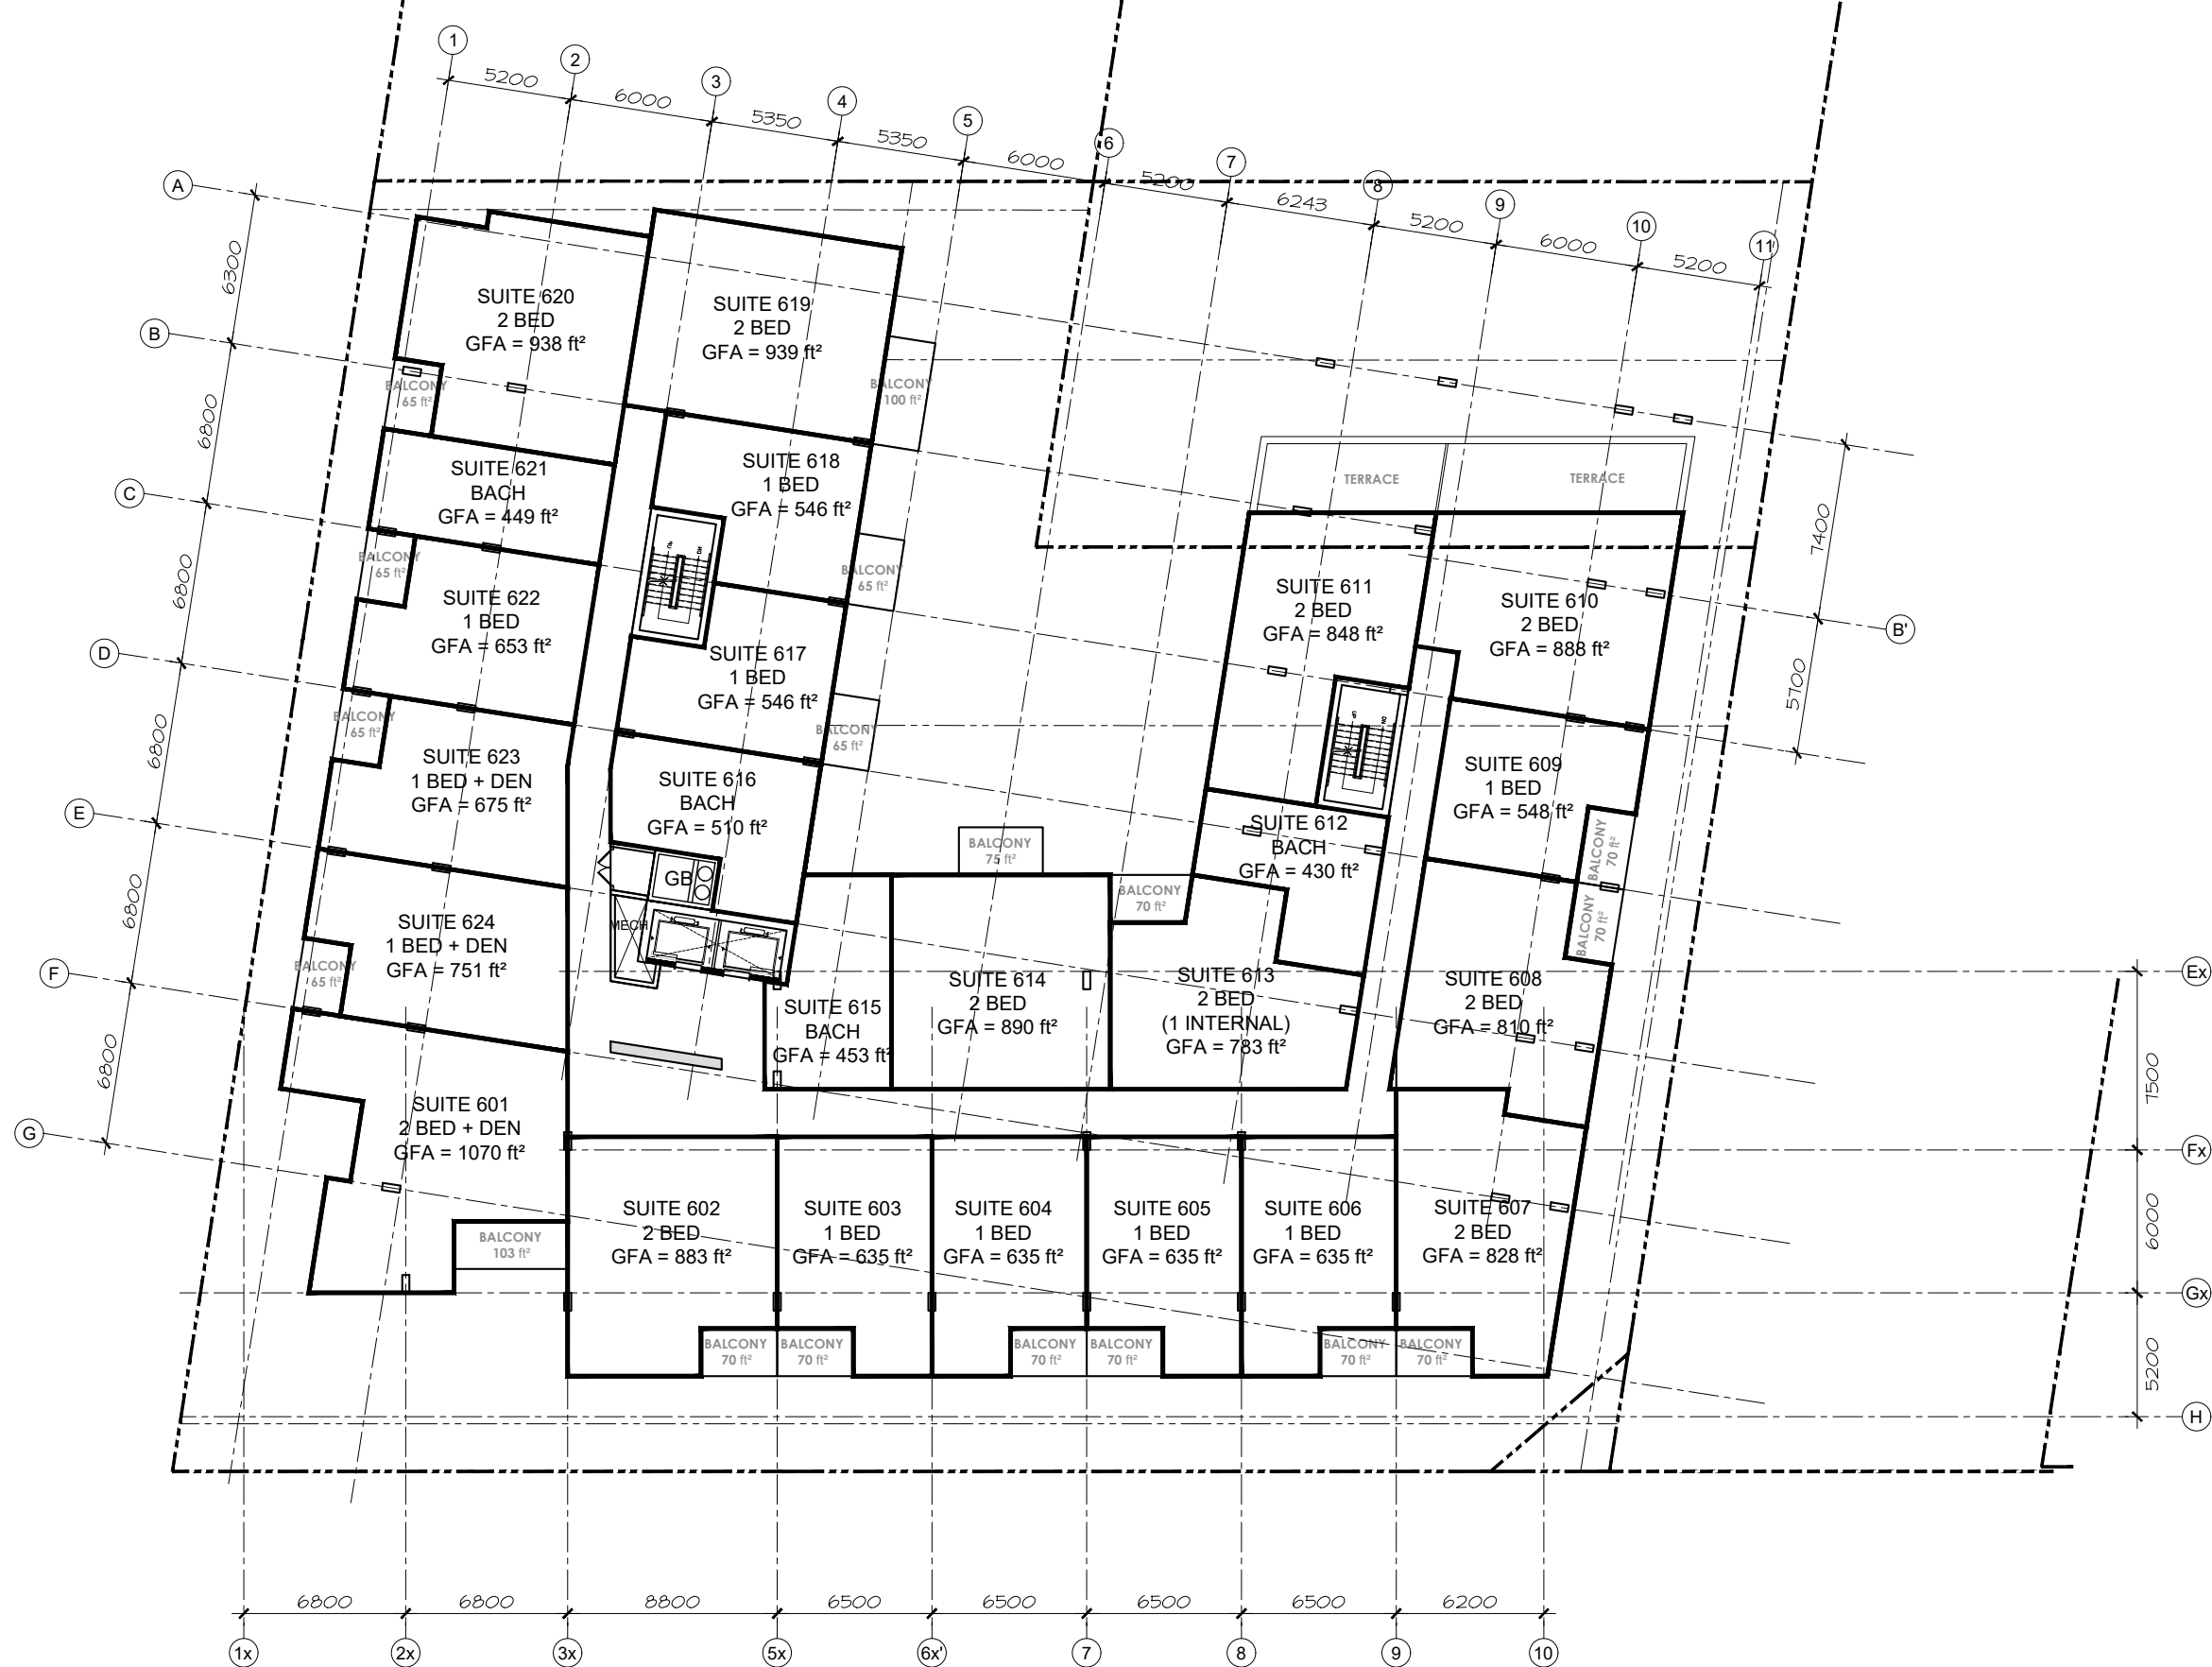 1
2
3
4
5
6
7
8
9
10
11
5200
6000
5350
5350
6000
5200
6243
5200
6000
5200
A
B
C
D
E
F
G
6300
6800
6800
6800
6800
6800
6800
SUITE 620
2 BED
GFA = 938 ft²
BALCONY
65 ft²
SUITE 619
2 BED
GFA = 939 ft²
BALCONY
100 ft²
SUITE 621
BACH
GFA = 449 ft²
BALCONY
65 ft²
SUITE 618
1 BED
GFA = 546 ft²
BALCONY
65 ft²
SUITE 622
1 BED
GFA = 653 ft²
BALCONY
65 ft²
SUITE 617
1 BED
GFA = 546 ft²
BALCONY
65 ft²
SUITE 623
1 BED + DEN
GFA = 675 ft²
SUITE 616
BACH
GFA = 510 ft²
GB
MECH
SUITE 624
1 BED + DEN
GFA = 751 ft²
BALCONY
65 ft²
SUITE 601
2 BED + DEN
GFA = 1070 ft²
BALCONY
103 ft²
TERRACE
TERRACE
SUITE 611
2 BED
GFA = 848 ft²
SUITE 610
2 BED
GFA = 888 ft²
SUITE 609
1 BED
GFA = 548 ft²
BALCONY
70 ft²
BALCONY
70 ft²
SUITE 612
BACH
GFA = 430 ft²
BALCONY
75 ft²
BALCONY
70 ft²
SUITE 615
BACH
GFA = 453 ft²
SUITE 614
2 BED
GFA = 890 ft²
SUITE 613
2 BED
(1 INTERNAL)
GFA = 783 ft²
SUITE 608
2 BED
GFA = 810 ft²
SUITE 602
2 BED
GFA = 883 ft²
SUITE 603
1 BED
GFA = 635 ft²
SUITE 604
1 BED
GFA = 635 ft²
SUITE 605
1 BED
GFA = 635 ft²
SUITE 606
1 BED
GFA = 635 ft²
SUITE 607
2 BED
GFA = 828 ft²
BALCONY
70 ft²
BALCONY
70 ft²
BALCONY
70 ft²
BALCONY
70 ft²
BALCONY
70 ft²
BALCONY
70 ft²
7400
B'
5700
Ex
7500
Fx
6000
Gx
5200
H
6800
6800
8800
6500
6500
6500
6500
6200
1x
2x
3x
5x
6x'
7
8
9
10